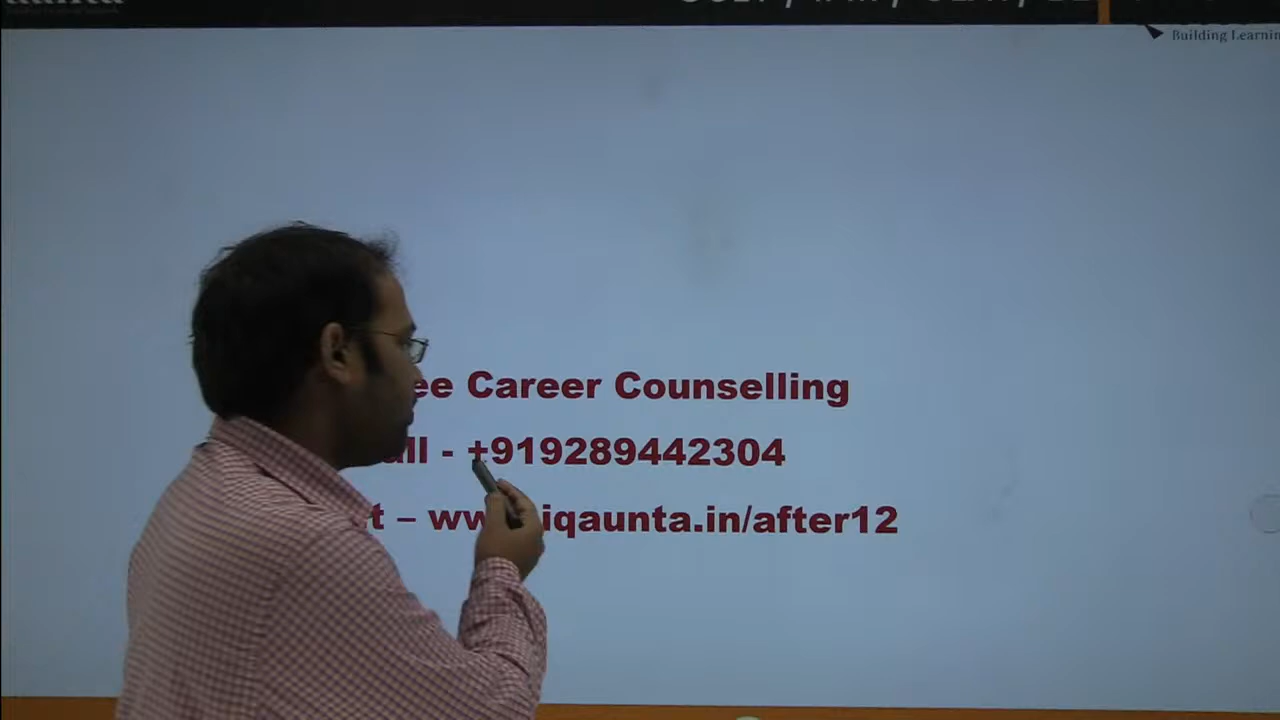 Building Learnin
ee Career Counselling
all - +919289442304
t – ww iqaunta.in/after12